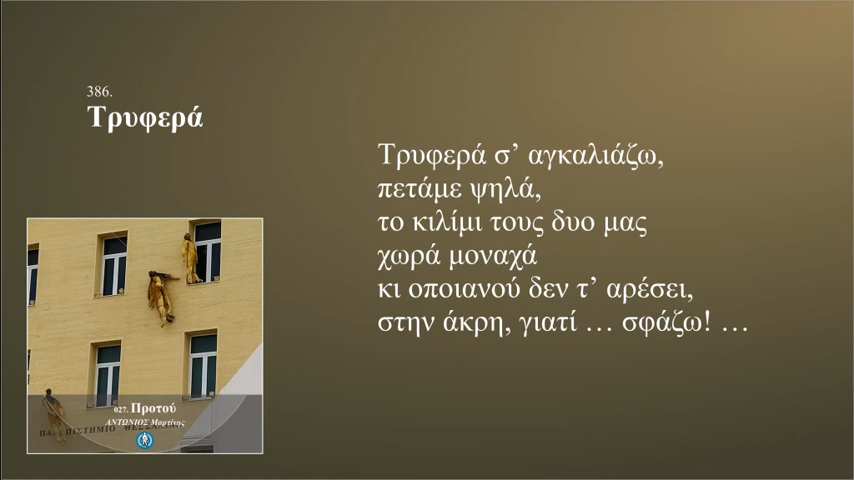 386.
Τρυφερά
Τρυφερά σ’ αγκαλιάζω,
πετάμε ψηλά,
το κιλίμι τους δυο μας
χωρά μοναχά
κι οποιανού δεν τ’ αρέσει,
στην άκρη, γιατί … σφάζω! …
027. Προτού
ΑΝΤΩΝΙΟΣ Μαρτίνης